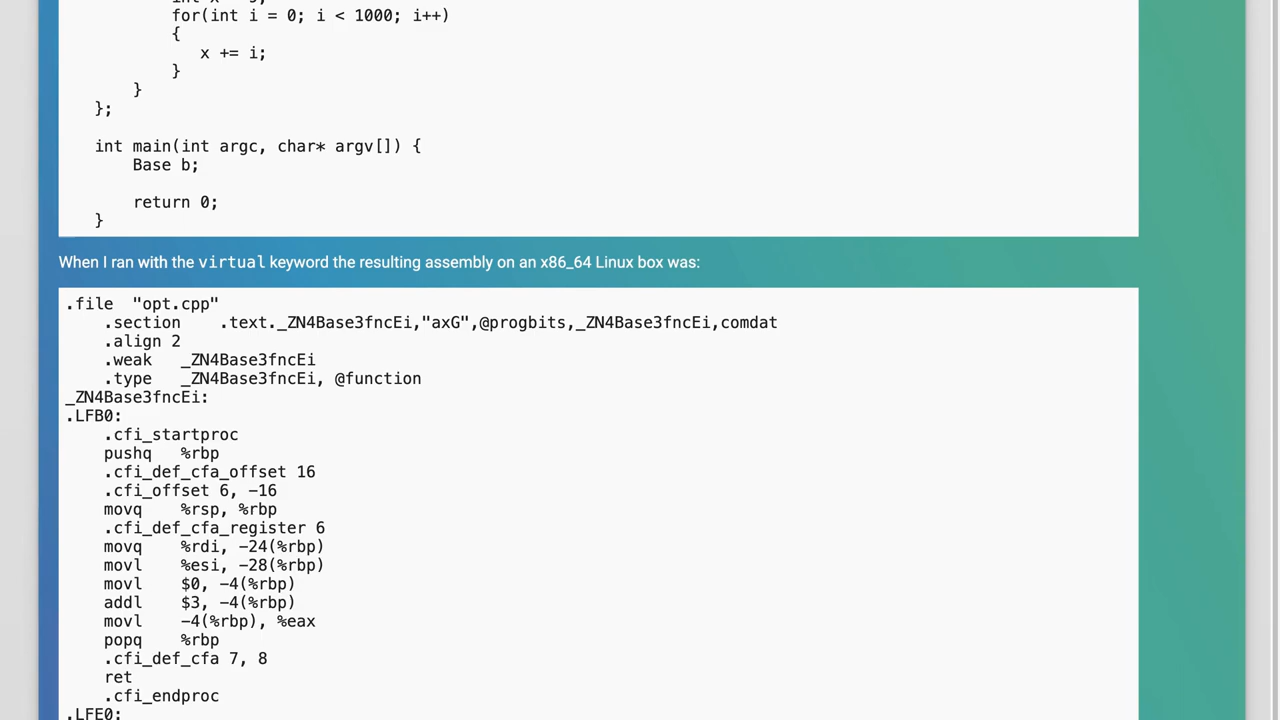 for(int i = 0; i < 1000; i++)
{
x += i;
}
}
};
int main(int argc, char* argv[]) {
Base b;
return 0;
}
When I ran with the virtual keyword the resulting assembly on an x86_64 Linux box was:
.file "opt.cpp"
.section .text._ZN4Base3fncEi,"axG",@progbits,_ZN4Base3fncEi,comdat
.align 2
.weak _ZN4Base3fncEi
.type _ZN4Base3fncEi, @function
_ZN4Base3fncEi:
.LFB0:
.cfi_startproc
pushq %rbp
.cfi_def_cfa_offset 16
.cfi_offset 6, -16
movq %rsp, %rbp
.cfi_def_cfa_register 6
movq %rdi, -24(%rbp)
movl %esi, -28(%rbp)
movl $0, -4(%rbp)
addl $3, -4(%rbp)
movl -4(%rbp), %eax
popq %rbp
.cfi_def_cfa 7, 8
ret
.cfi_endproc
.LFE0: